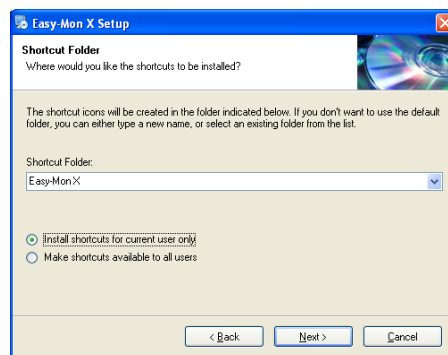 Easy-Mon X Setup
Shortcut Folder
Where would you like the shortcuts to be installed?
The shortcut icons will be created in the folder indicated below. If you don't want to use the default
folder, you can either type a new name, or select an existing folder from the list.
Shortcut Folder:
Easy-Mon X
Install shortcuts for current user only
Make shortcuts available to all users
< Back
Next >
Cancel